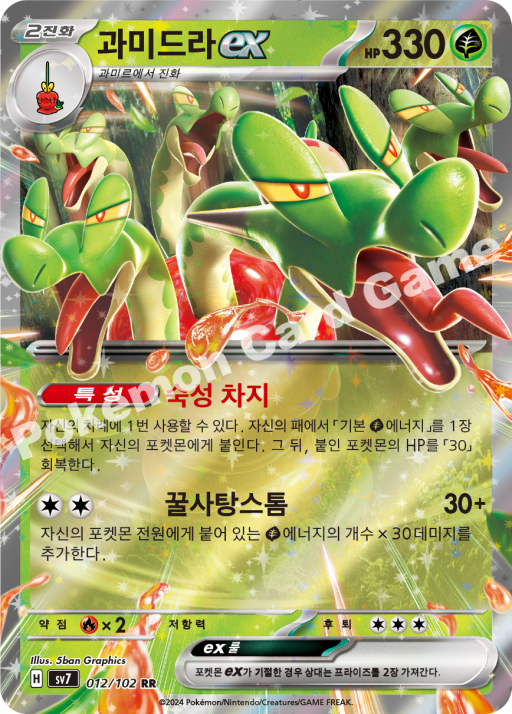 2진화
과미드라 ex
HP 330
과미르에서 진화
Pokémon Card Game
특성 숙성 차지
자신의 차례에 1번 사용할 수 있다. 자신의 패에서 「기본 에너지」를 1장
선택해서 자신의 포켓몬에게 붙인다. 그 뒤, 붙인 포켓몬의 HP를 「30」
회복한다.
꿀사탕스톰 30+
자신의 포켓몬 전원에게 붙어 있는 에너지의 개수 × 30데미지를
추가한다.
약점 ×2 저항력 후퇴
ex 룰
포켓몬 ex가 기절한 경우 상대는 프라이즈를 2장 가져간다.
Illus. 5ban Graphics
H SV7 012/102 RR
©2024 Pokémon/Nintendo/Creatures/GAME FREAK.